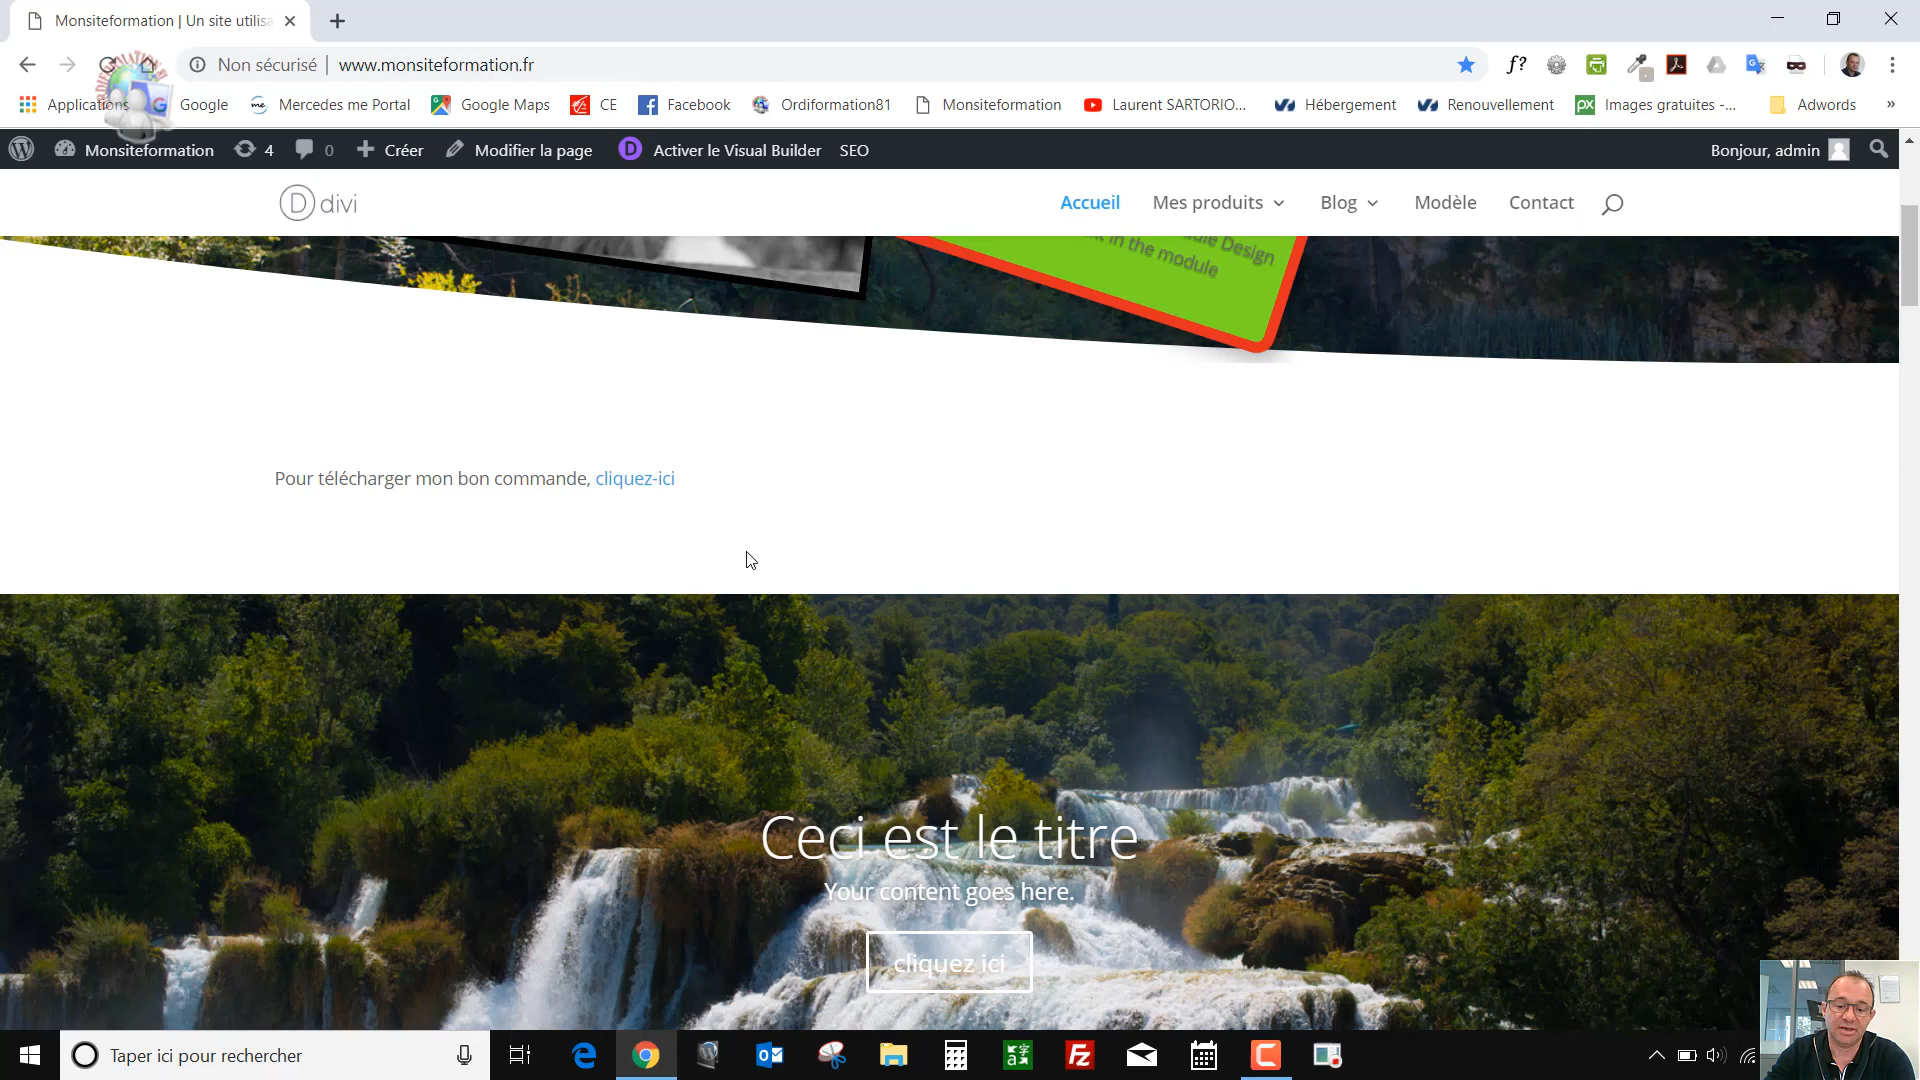 Monsiteformation | Un site utilisa
Non sécurisé | www.monsiteformation.fr
f?
Applications
Google
Mercedes me Portal
Google Maps
CE
Facebook
Ordiformation81
Monsiteformation
Laurent SARTORIO...
Hébergement
Renouvellement
px Images gratuites -...
Adwords
»
Monsiteformation
4
0
Créer
Modifier la page
D Activer le Visual Builder
SEO
Bonjour, admin
D divi
Accueil
Mes produits
Blog
Modèle
Contact
Design
in the module
Pour télécharger mon bon commande, cliquez-ici
Ceci est le titre
Your content goes here.
cliquez ici
Taper ici pour rechercher